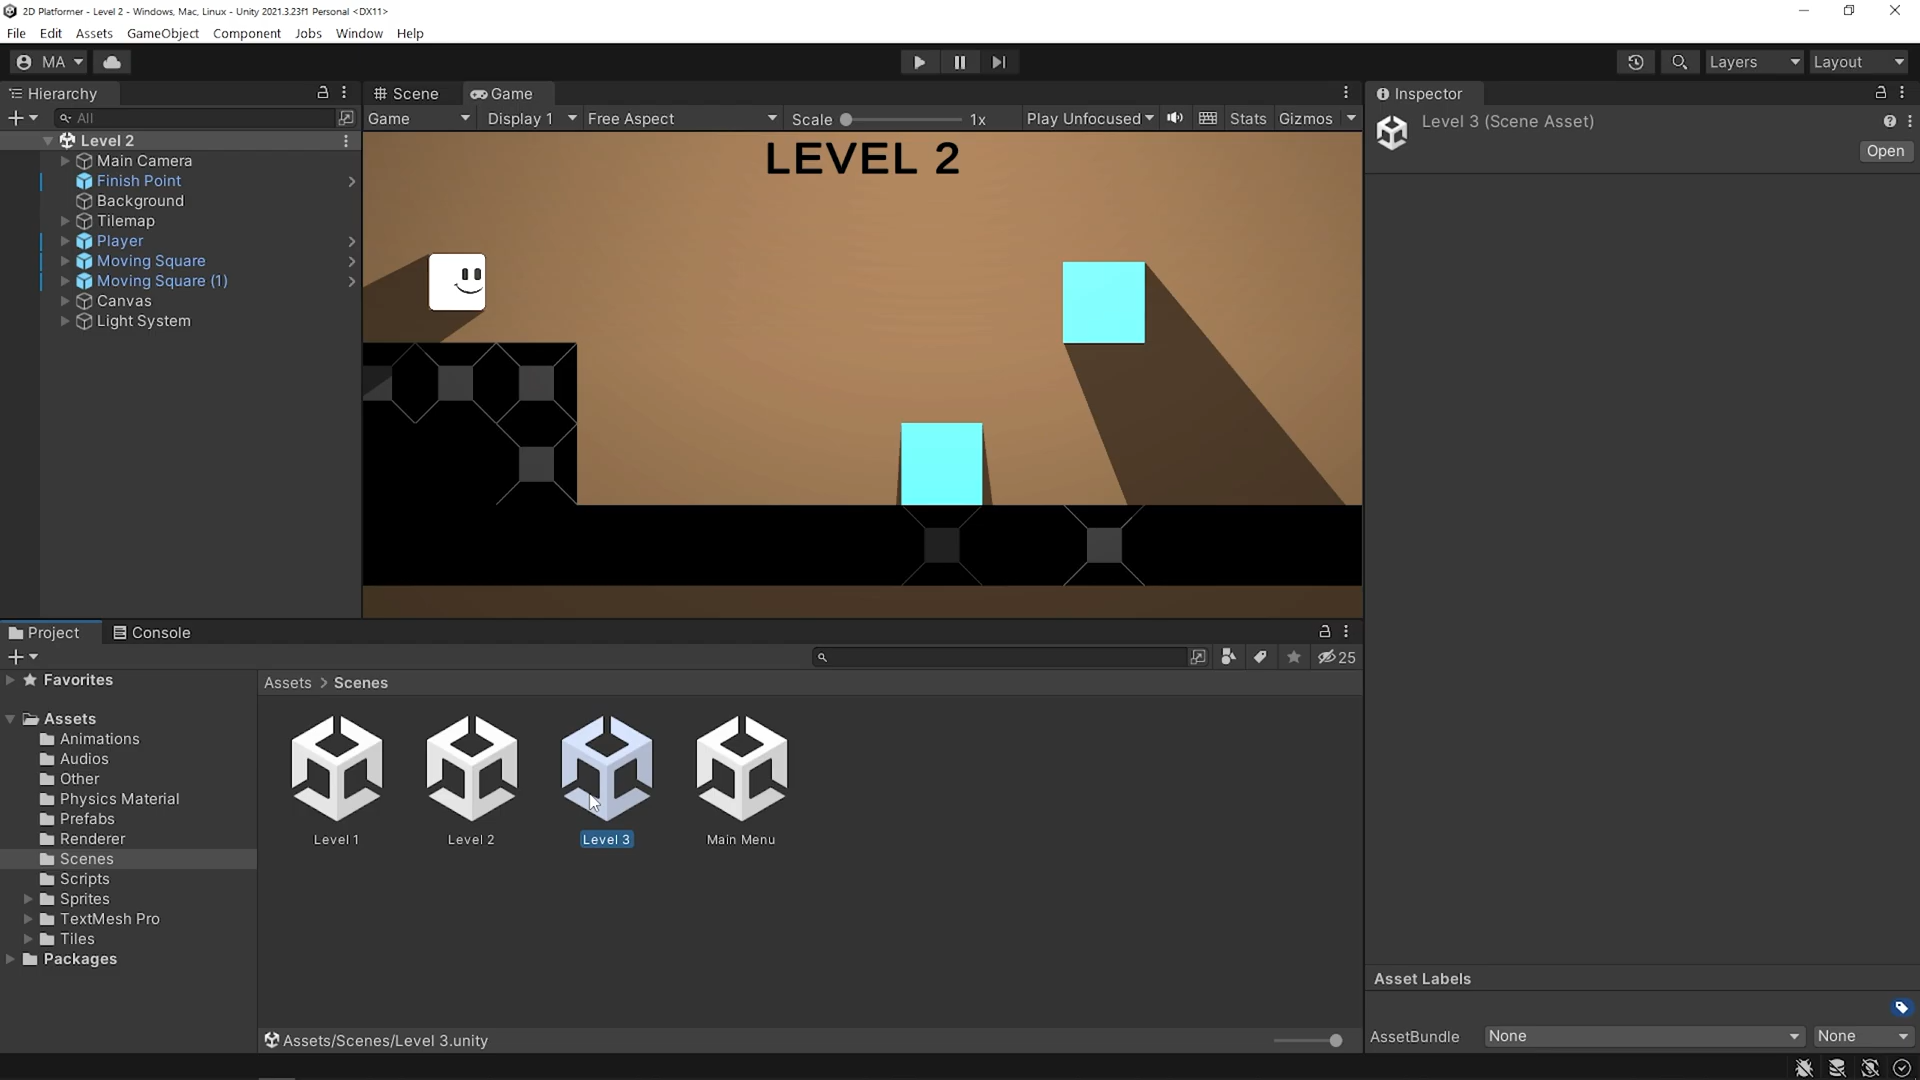 2D Platformer - Level 2 - Windows, Mac, Linux - Unity 2021.3.23f1 Personal <DX11>
File Edit Assets GameObject Component Jobs Window Help
MA Layers Layout
Hierarchy Scene Game Inspector
All Game Display 1 Free Aspect Scale 1x Play Unfocused Stats Gizmos Level 3 (Scene Asset)
Open
Level 2
Main Camera
Finish Point
Background
Tilemap
Player
Moving Square
Moving Square (1)
Canvas
Light System
LEVEL 2
Project Console
25
Favorites
Assets
Animations
Audios
Other
Physics Material
Prefabs
Renderer
Scenes
Scripts
Sprites
TextMesh Pro
Tiles
Packages
Assets > Scenes
Level 1 Level 2 Level 3 Main Menu
Assets/Scenes/Level 3.unity
Asset Labels
AssetBundle None None